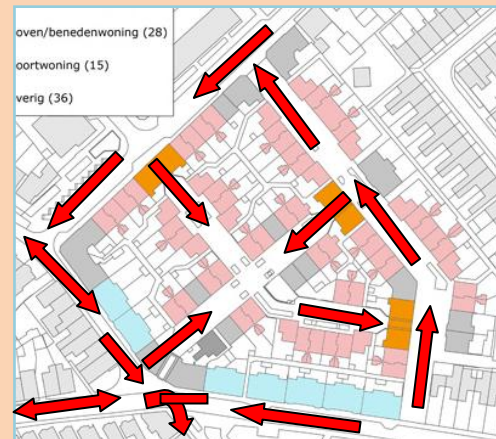 oven/benedenwoning (28)
oortwoning (15)
verig (36)